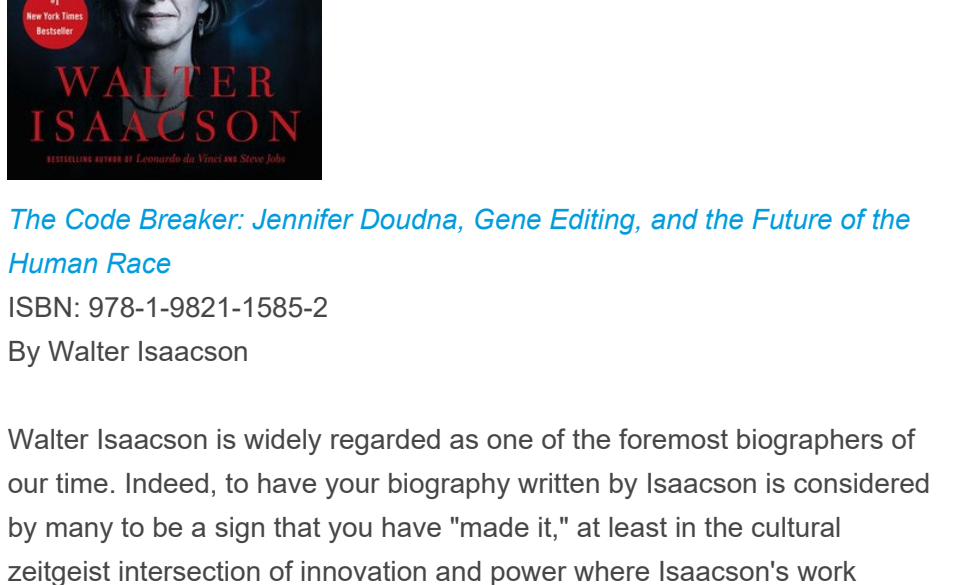 #1
New York Times
Bestseller
WALTER
ISAACSON
BESTSELLING AUTHOR OF Leonardo da Vinci AND Steve Jobs
The Code Breaker: Jennifer Doudna, Gene Editing, and the Future of the
Human Race
ISBN: 978-1-9821-1585-2
By Walter Isaacson
Walter Isaacson is widely regarded as one of the foremost biographers of
our time. Indeed, to have your biography written by Isaacson is considered
by many to be a sign that you have "made it," at least in the cultural
zeitgeist intersection of innovation and power where Isaacson's work